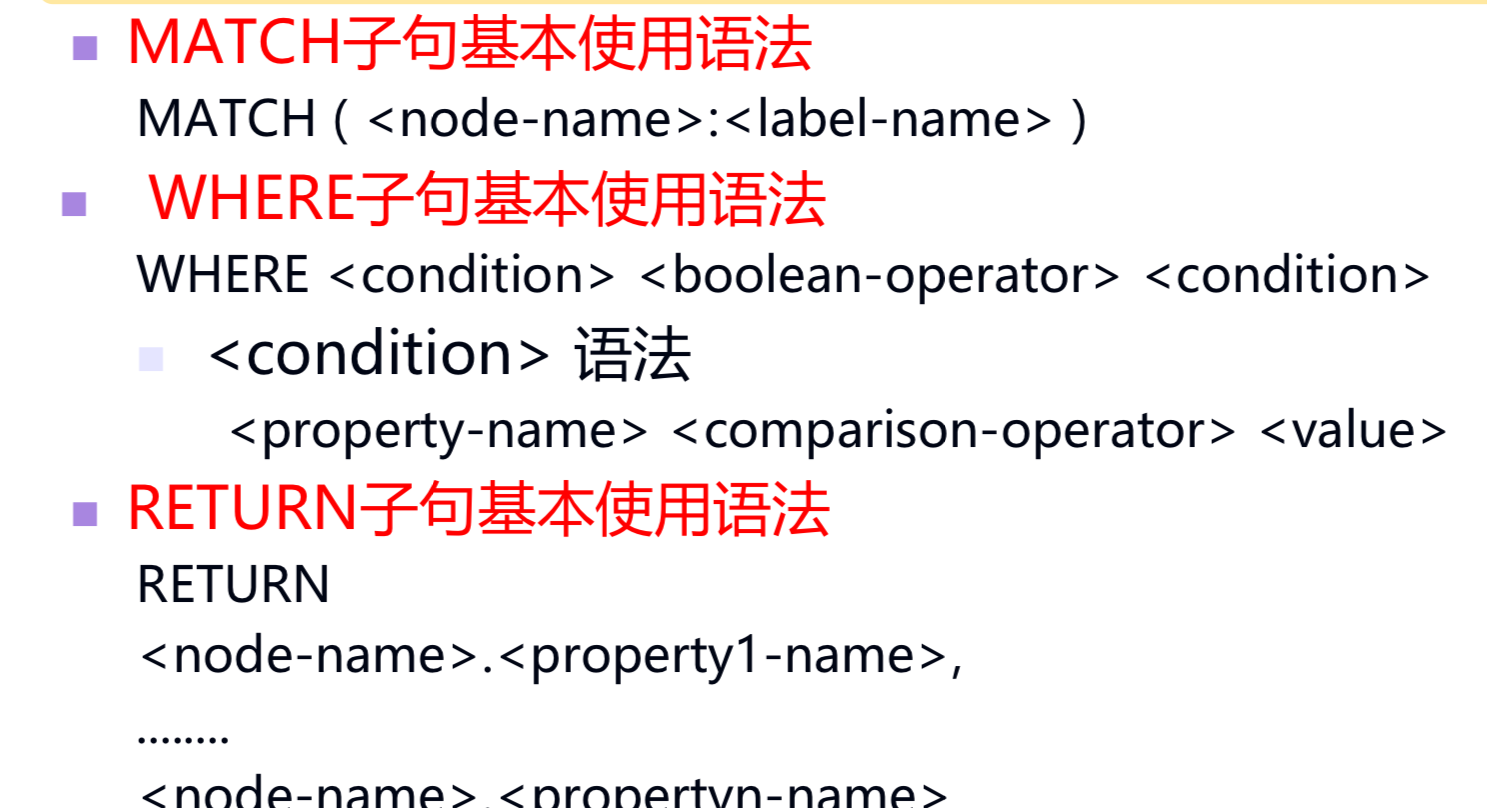 MATCH子句基本使用语法
MATCH ( <node-name>:<label-name> )
WHERE子句基本使用语法
WHERE <condition> <boolean-operator> <condition>
<condition> 语法
<property-name> <comparison-operator> <value>
RETURN子句基本使用语法
RETURN
<node-name>.<property1-name>,
........
<node-name>.<propertyn-name>